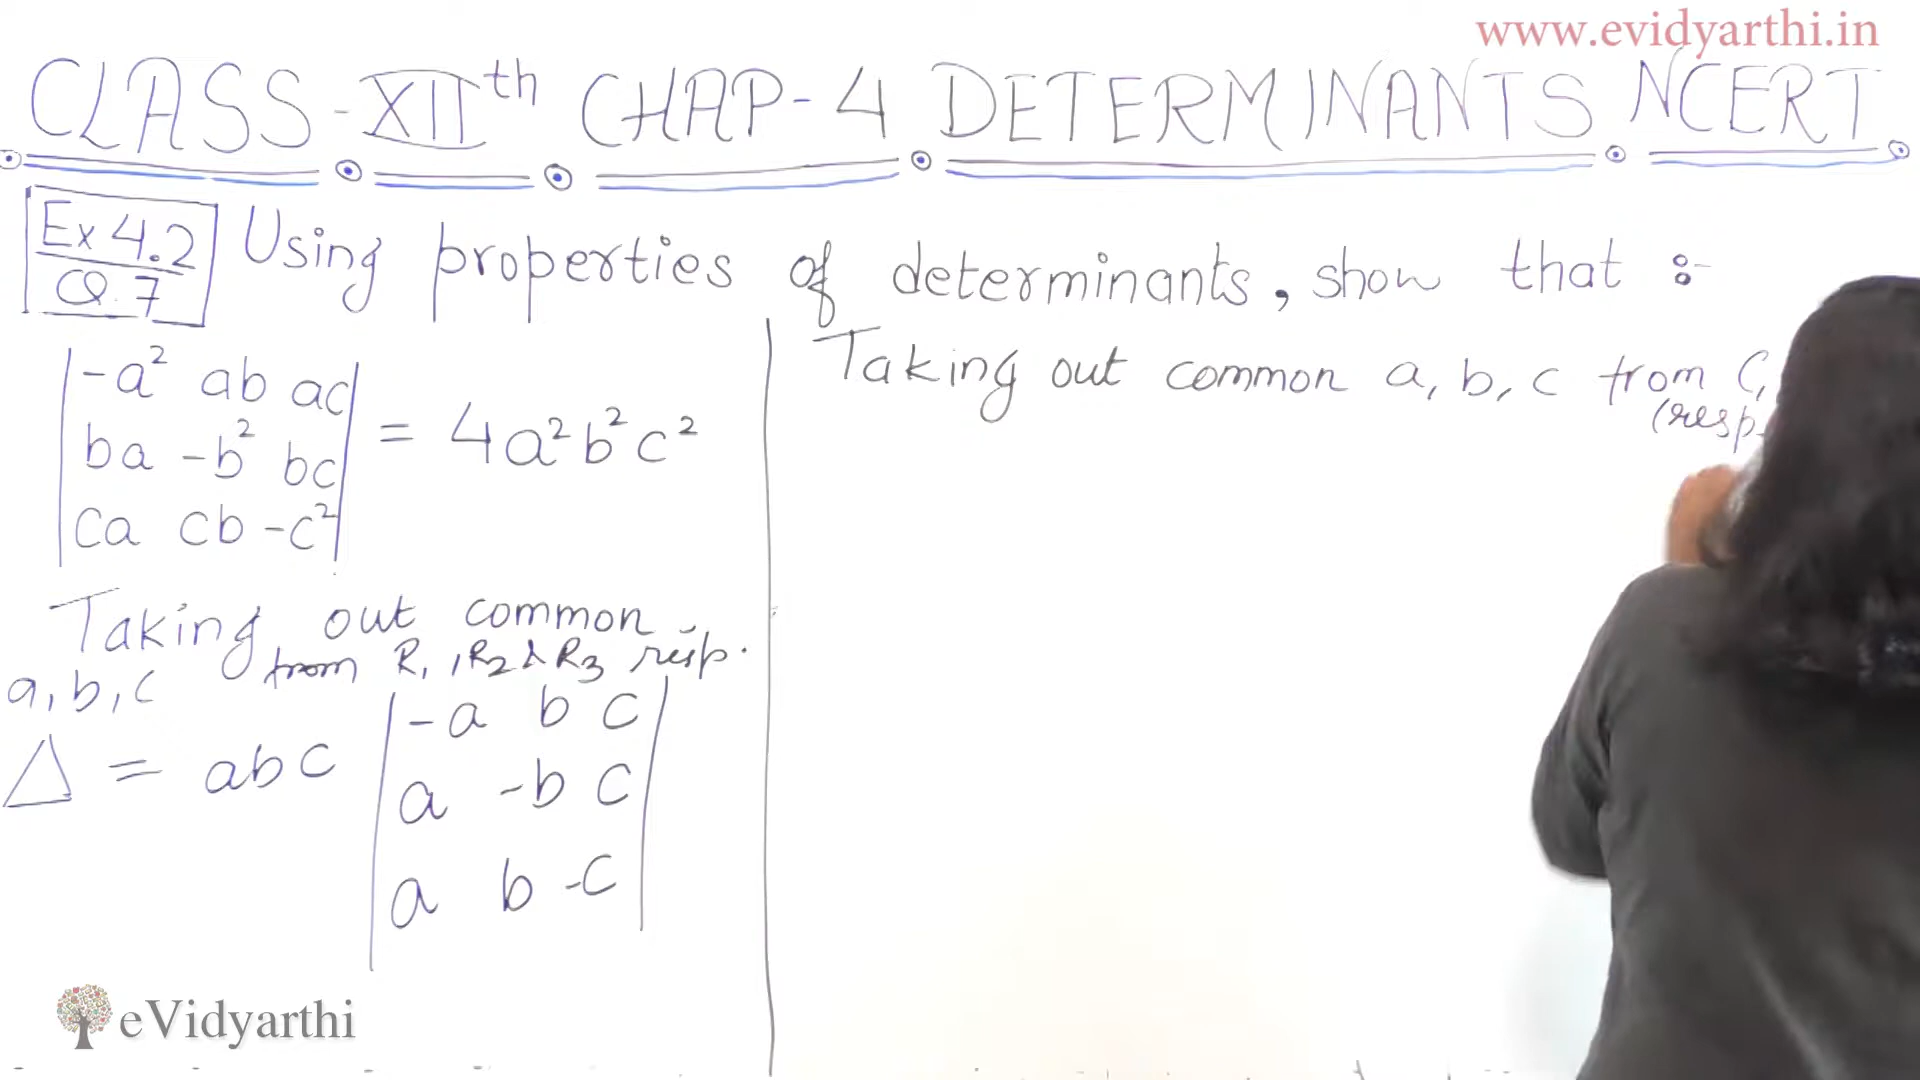 www.evidyarthi.in
CLASS-XIIth CHAP-4 DETERMINANTS NCERT
Ex 4.2
Q.7
Using properties of determinants, show that :-
-a² ab ac
ba -b² bc = 4a²b²c²
ca cb -c²
Taking out common
a, b, c from R1, R2 & R3 resp.
-a b c
Δ = abc a -b c
a b -c
Taking out common a, b, c from C1,
(resp.
eVidyarthi